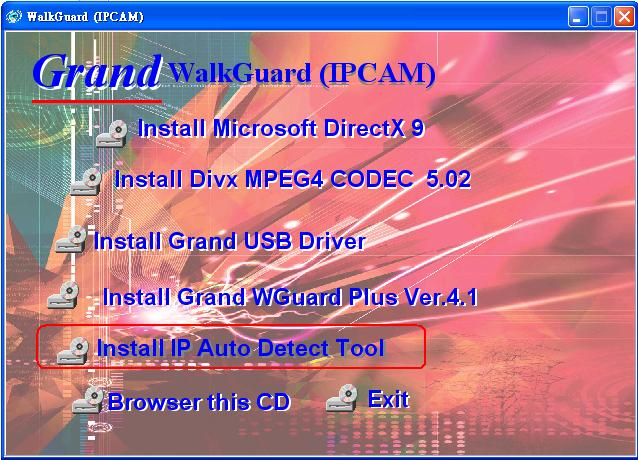 WalkGuard (IPCAM)
Grand WalkGuard (IPCAM)
Install Microsoft DirectX 9
Install Divx MPEG4 CODEC 5.02
Install Grand USB Driver
Install Grand WGuard Plus Ver.4.1
Install IP Auto Detect Tool
Browser this CD
Exit